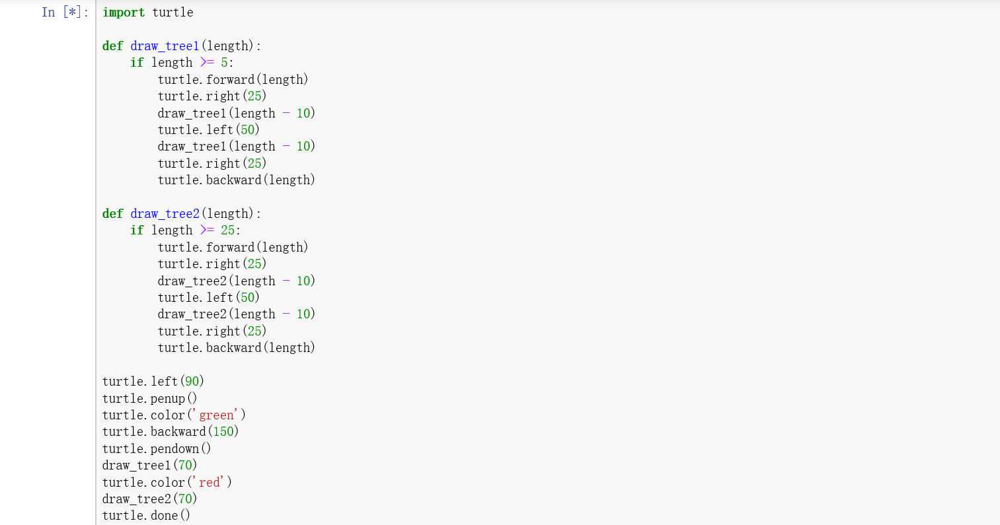 In [*]:
import turtle

def draw_tree1(length):
    if length >= 5:
        turtle.forward(length)
        turtle.right(25)
        draw_tree1(length - 10)
        turtle.left(50)
        draw_tree1(length - 10)
        turtle.right(25)
        turtle.backward(length)

def draw_tree2(length):
    if length >= 25:
        turtle.forward(length)
        turtle.right(25)
        draw_tree2(length - 10)
        turtle.left(50)
        draw_tree2(length - 10)
        turtle.right(25)
        turtle.backward(length)

turtle.left(90)
turtle.penup()
turtle.color('green')
turtle.backward(150)
turtle.pendown()
draw_tree1(70)
turtle.color('red')
draw_tree2(70)
turtle.done()